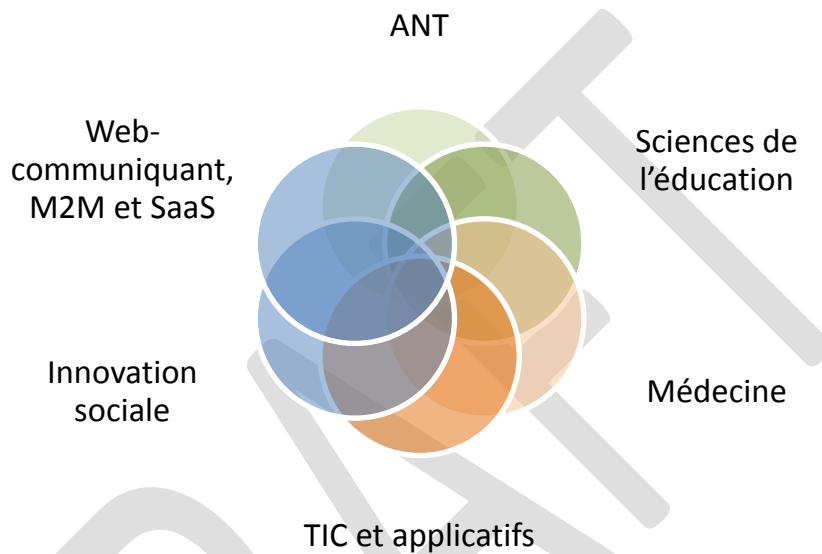 ANT
Web-
communiquant,
M2M et SaaS
Sciences de
l'éducation
Innovation
sociale
Médecine
TIC et applicatifs